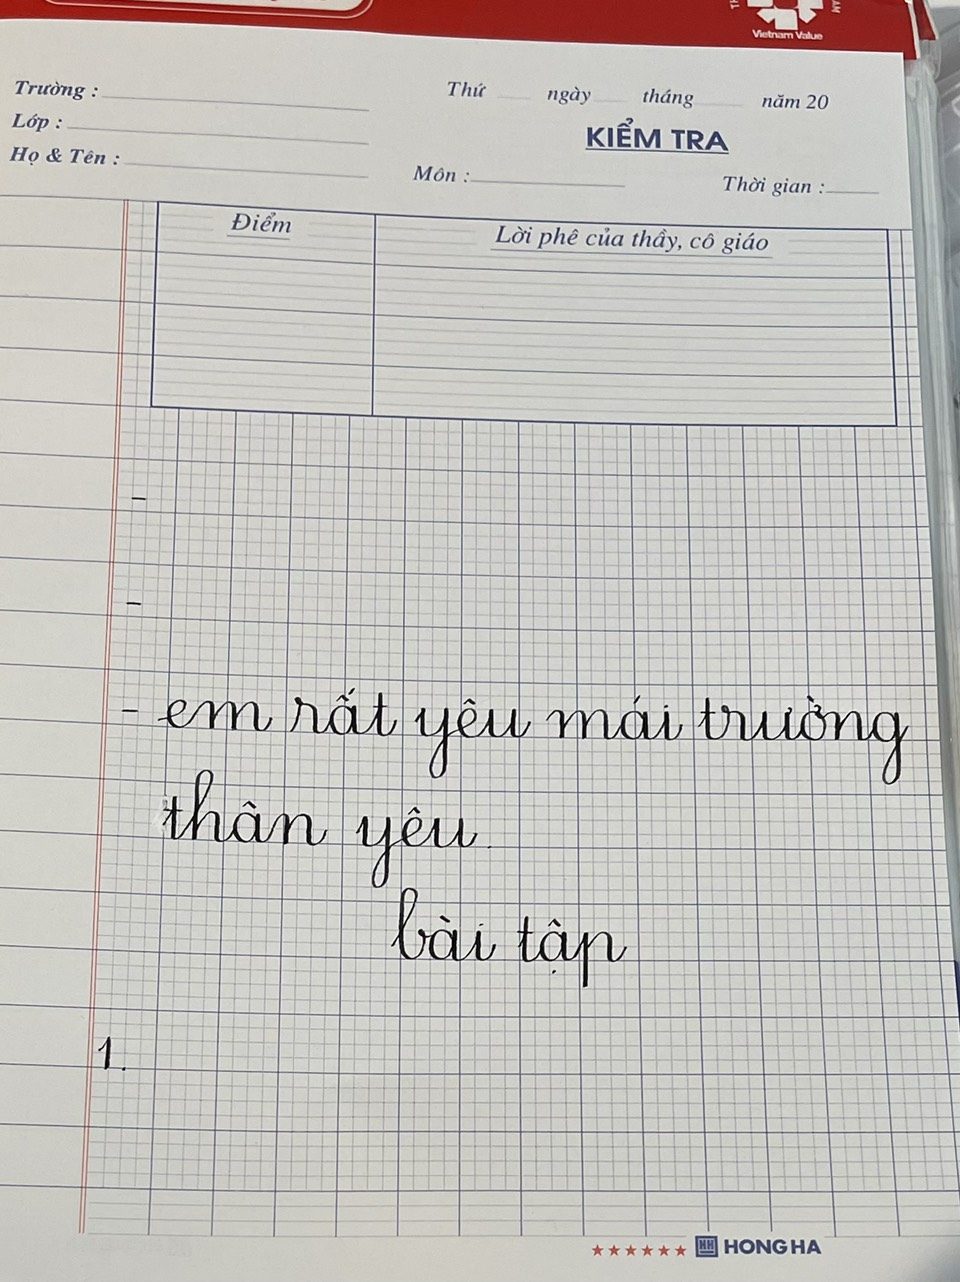 Vietnam Value
Trường :
Thứ ngày tháng năm 20
Lớp :
KIỂM TRA
Họ & Tên :
Môn :
Thời gian :
Điểm
Lời phê của thầy, cô giáo
-
-
- em rất yêu mái trường
thân yêu.
bài tập
1.
HH HONG HA